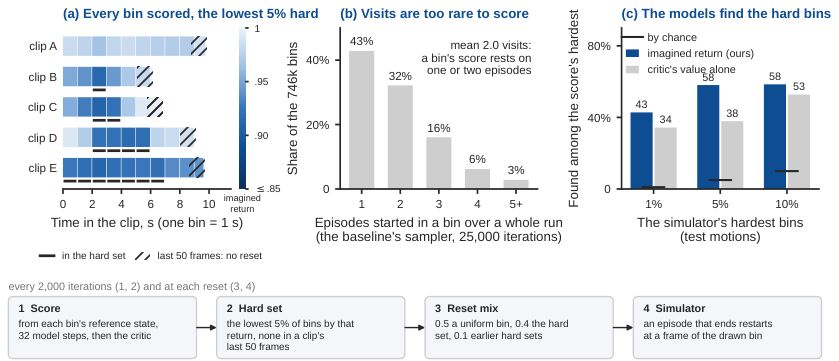 (a) Every bin scored, the lowest 5% hard
clip A
clip B
clip C
clip D
clip E
1
.95
.90
≤ .85
imagined
return
0 2 4 6 8 10
Time in the clip, s (one bin = 1 s)
in the hard set
last 50 frames: no reset
(b) Visits are too rare to score
Share of the 746k bins
40%
20%
0
43%
32%
16%
6%
3%
mean 2.0 visits:
a bin's score rests on
one or two episodes
1 2 3 4 5+
Episodes started in a bin over a whole run
(the baseline's sampler, 25,000 iterations)
(c) The models find the hard bins
Found among the score's hardest
80%
40%
0
by chance
imagined return (ours)
critic's value alone
43 34
58 38
58 53
1% 5% 10%
The simulator's hardest bins
(test motions)
every 2,000 iterations (1, 2) and at each reset (3, 4)
1 Score
from each bin's reference state,
32 model steps, then the critic
2 Hard set
the lowest 5% of bins by that
return, none in a clip's
last 50 frames
3 Reset mix
0.5 a uniform bin, 0.4 the hard
set, 0.1 earlier hard sets
4 Simulator
an episode that ends restarts
at a frame of the drawn bin